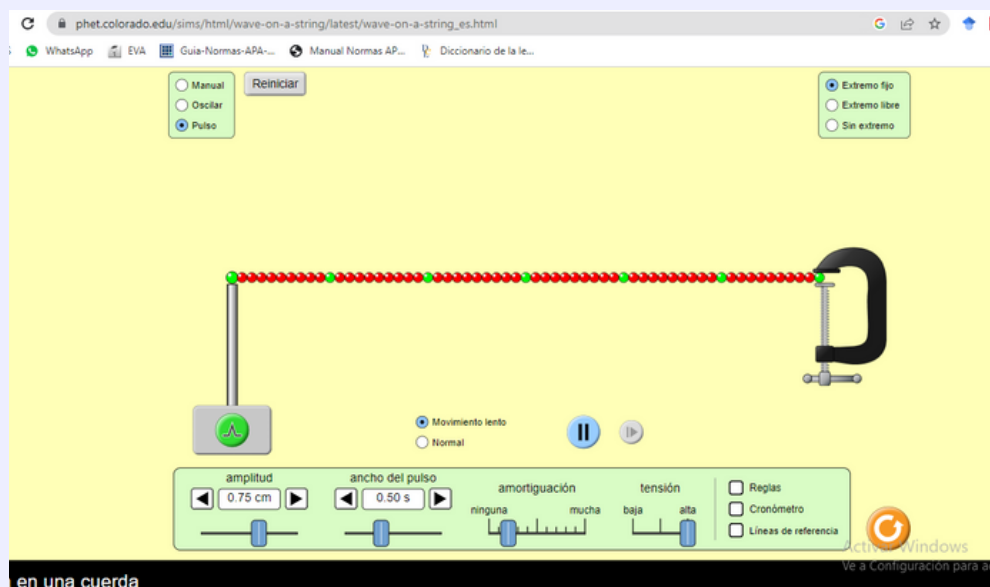 phet.colorado.edu/sims/html/wave-on-a-string/latest/wave-on-a-string_es.html
WhatsApp EVA Guia-Normas-APA-... Manual Normas AP... Diccionario de la le...
Manual
Oscilar
Pulso
Reiniciar
Extremo fijo
Extremo libre
Sin extremo
Movimiento lento
Normal
amplitud
0.75 cm
ancho del pulso
0.50 s
amortiguación
ninguna mucha
tensión
baja alta
Reglas
Cronómetro
Líneas de referencia
Windows
Ve a Configuración para
en una cuerda